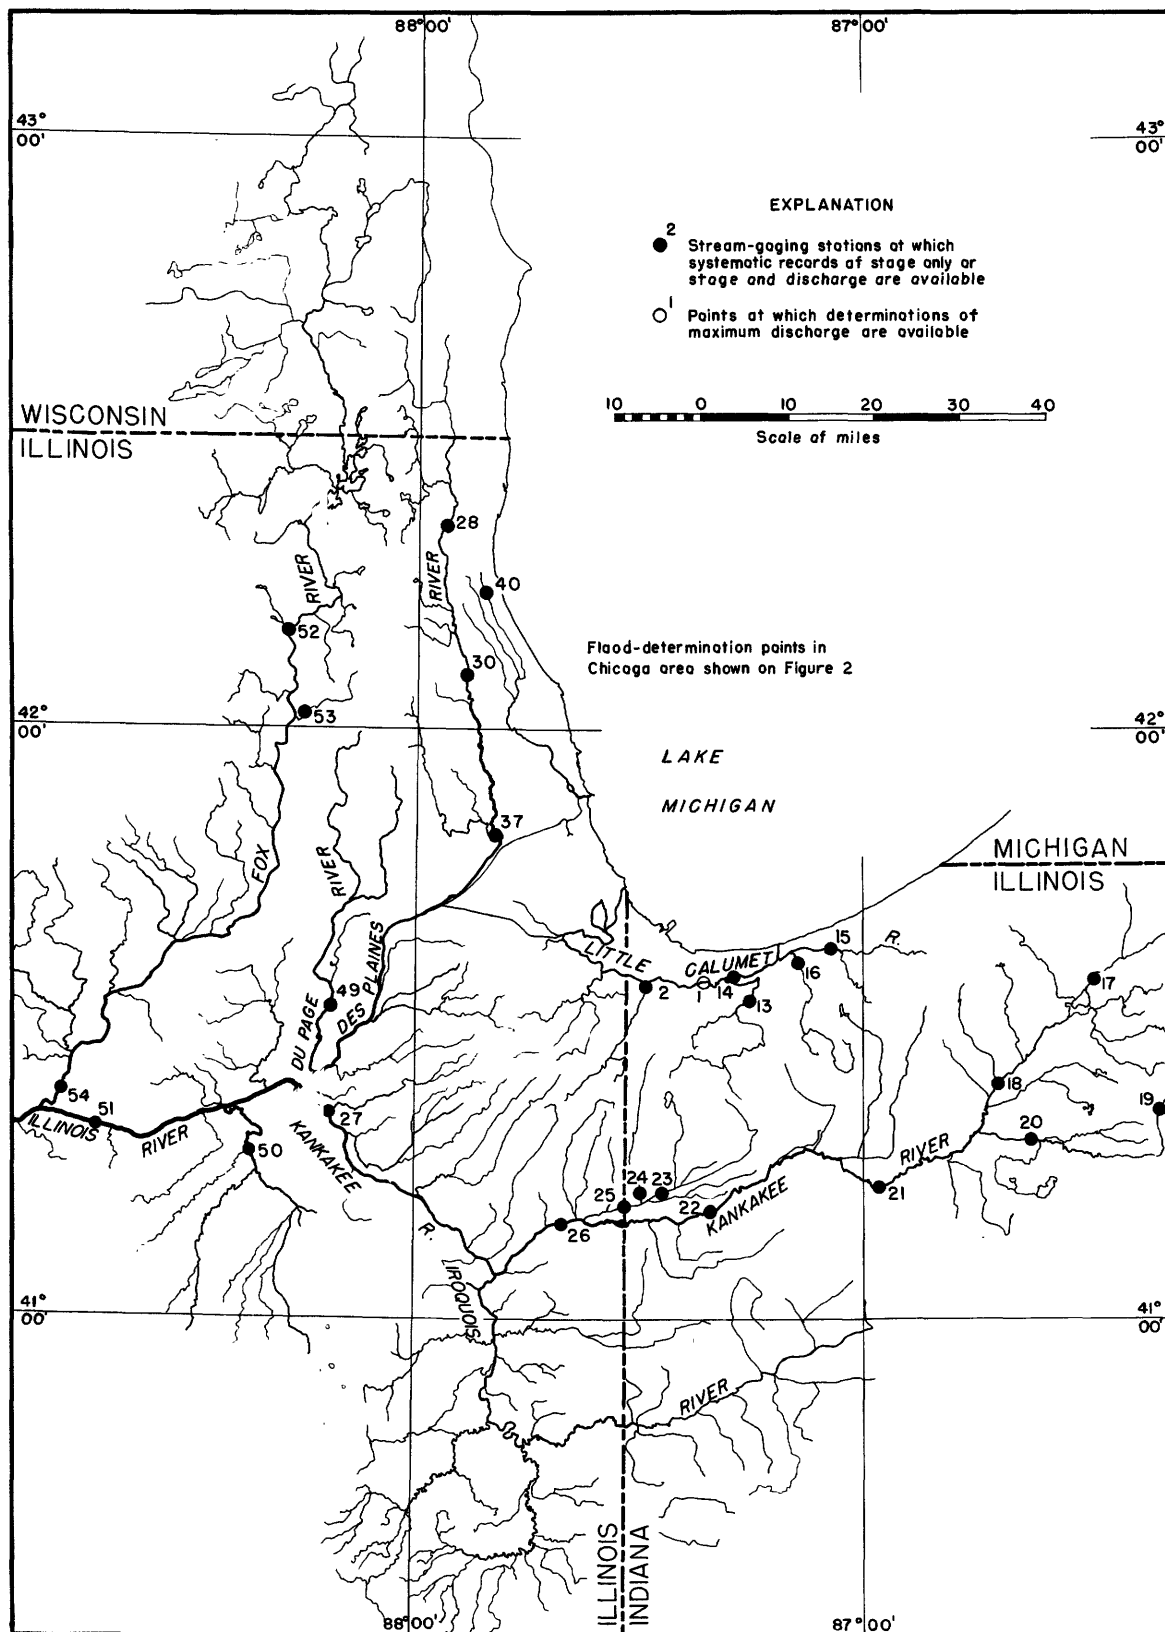 88°00'
87°00'
43°
00'
43°
00'
EXPLANATION
2
Stream-gaging stations at which
systematic records of stage only or
stage and discharge are available
1
Points at which determinations of
maximum discharge are available
WISCONSIN
ILLINOIS
10 0 10 20 30 40
Scale of miles
28
RIVER
RIVER
40
52
Flood-determination points in
Chicago area shown on Figure 2
30
53
42°
00'
42°
00'
LAKE
MICHIGAN
37
MICHIGAN
ILLINOIS
FOX
RIVER
DES PLAINES
LITTLE
CALUMET
R.
15
16
17
2
1
14
13
49
DU PAGE
54
51
ILLINOIS
RIVER
50
27
KANKAKEE
R.
18
19
20
RIVER
21
24
23
25
22
KANKAKEE
26
IROQUOIS
41°
00'
41°
00'
RIVER
ILLINOIS
INDIANA
88°00'
87°00'